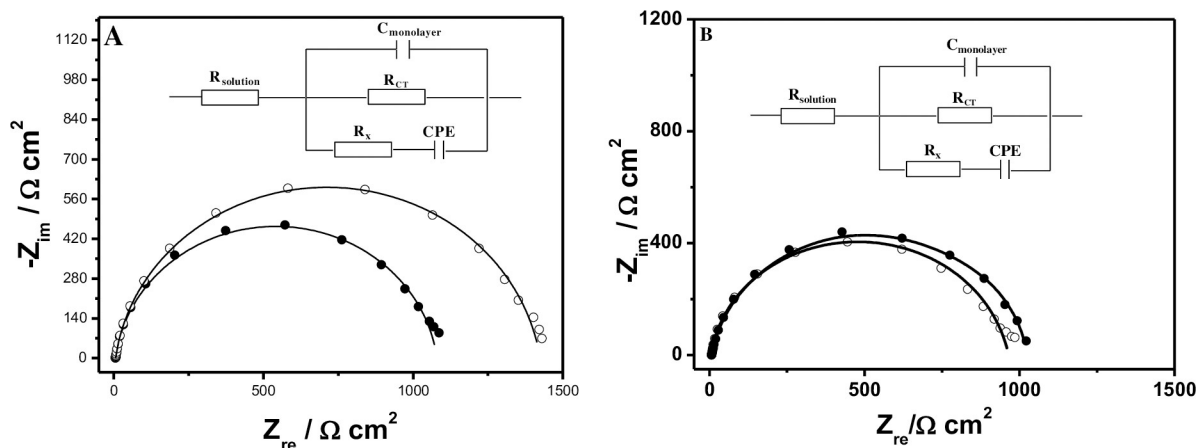 A
C monolayer
R solution
R CT
R x
CPE
1120
980
840
700
560
420
280
140
0
-Z im / Ω cm²
0
500
1000
1500
Z re / Ω cm²
B
C monolayer
R solution
R CT
R x
CPE
1200
800
400
0
-Z im / Ω cm²
0
500
1000
1500
Z re /Ω cm²